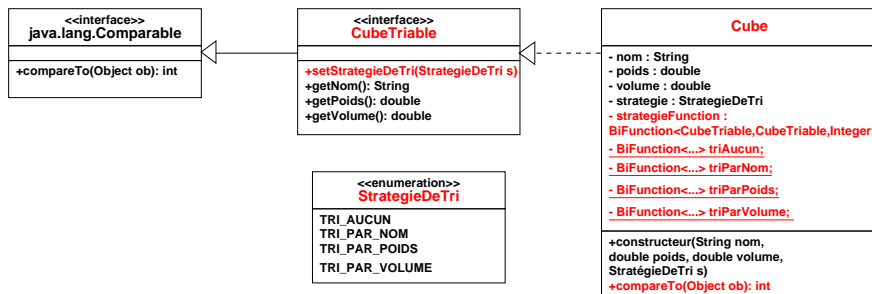 <<interface>>
java.lang.Comparable
+compareTo(Object ob): int
<<interface>>
CubeTriable
+setStrategieDeTri(StrategieDeTri s)
+getNom(): String
+getPoids(): double
+getVolume(): double
<<enumeration>>
StrategieDeTri
TRI_AUCUN
TRI_PAR_NOM
TRI_PAR_POIDS
TRI_PAR_VOLUME
Cube
- nom : String
- poids : double
- volume : double
- strategie : StrategieDeTri
- strategieFunction :
BiFunction<CubeTriable,CubeTriable,Integer>
- BiFunction<...> triAucun;
- BiFunction<...> triParNom;
- BiFunction<...> triParPoids;
- BiFunction<...> triParVolume;
+constructeur(String nom,
double poids, double volume,
StratégieDeTri s)
+compareTo(Object ob): int